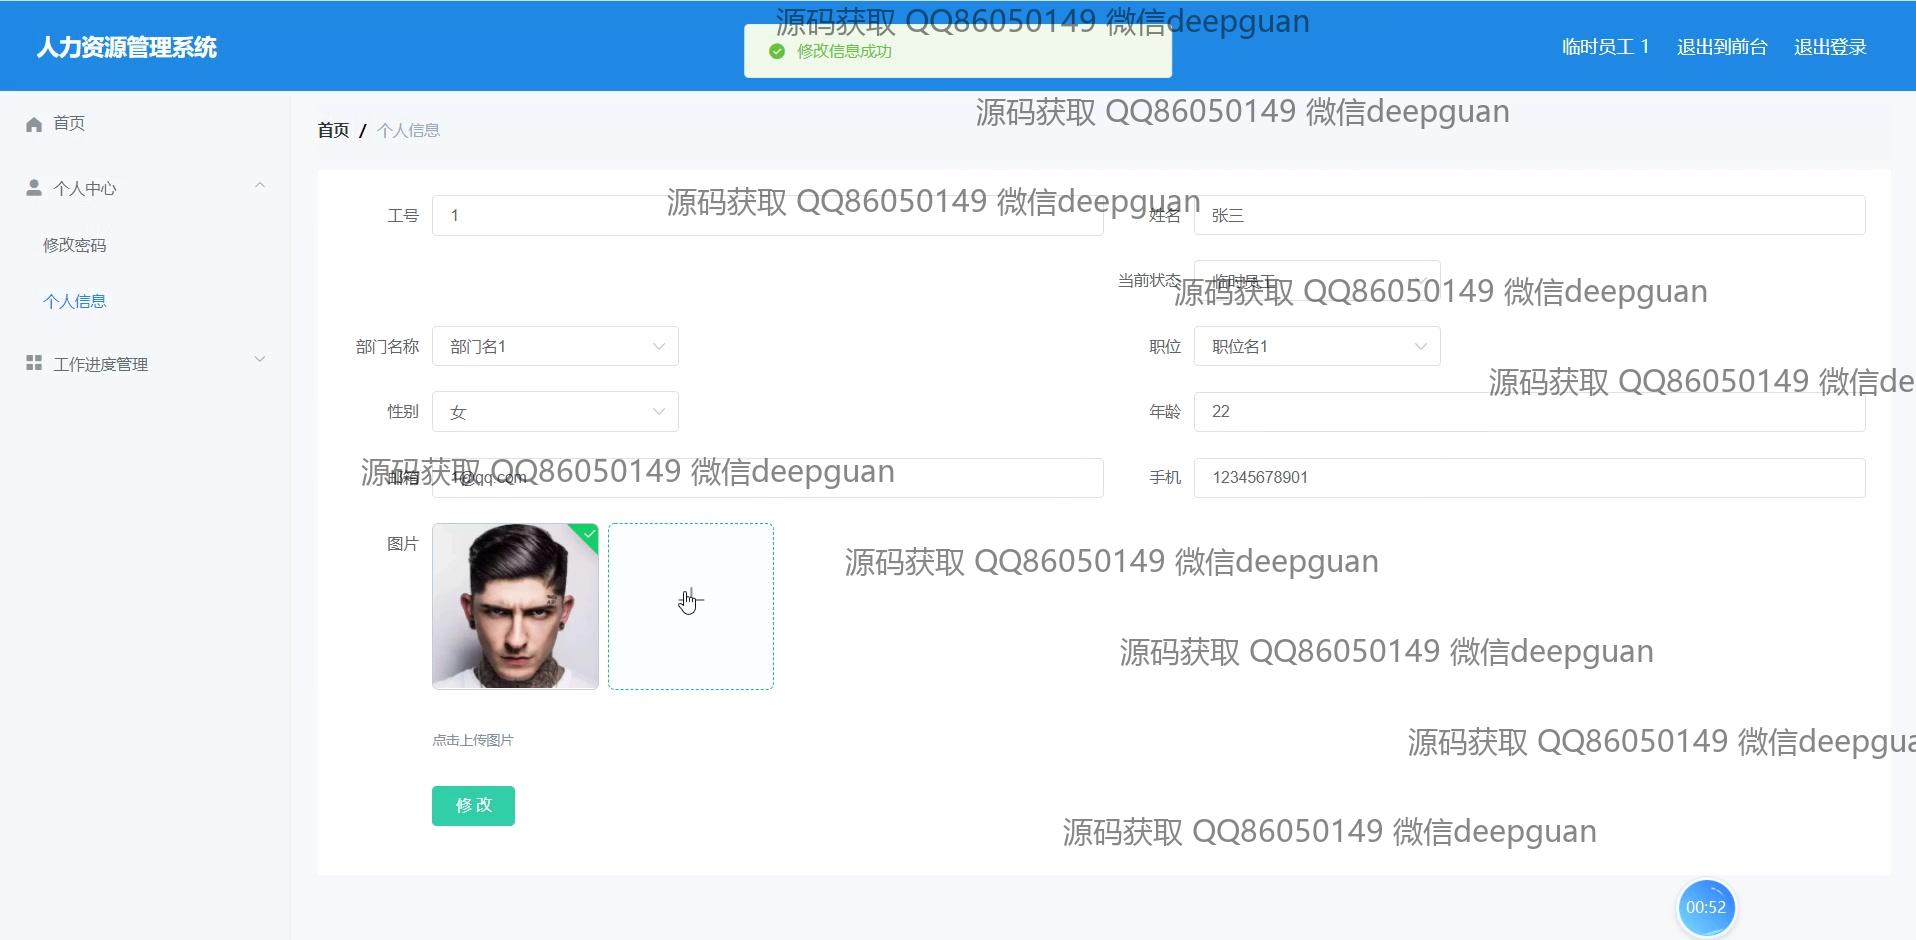 源码获取 QQ86050149 微信deepguan
人力资源管理系统
修改信息成功
临时员工 1 退出到前台 退出登录
首页
源码获取 QQ86050149 微信deepguan
首页 / 个人信息
个人中心
源码获取 QQ86050149 微信deepguan
工号 1
姓名 张三
修改密码
当前状态 临时员工
源码获取 QQ86050149 微信deepguan
个人信息
部门名称 部门名1
职位 职位名1
工作进度管理
源码获取 QQ86050149 微信de
性别 女
年龄 22
源码获取 QQ86050149 微信deepguan
邮箱 1@qq.com
手机 12345678901
图片
源码获取 QQ86050149 微信deepguan
源码获取 QQ86050149 微信deepguan
点击上传图片
源码获取 QQ86050149 微信deepgua
修改
源码获取 QQ86050149 微信deepguan
00:52